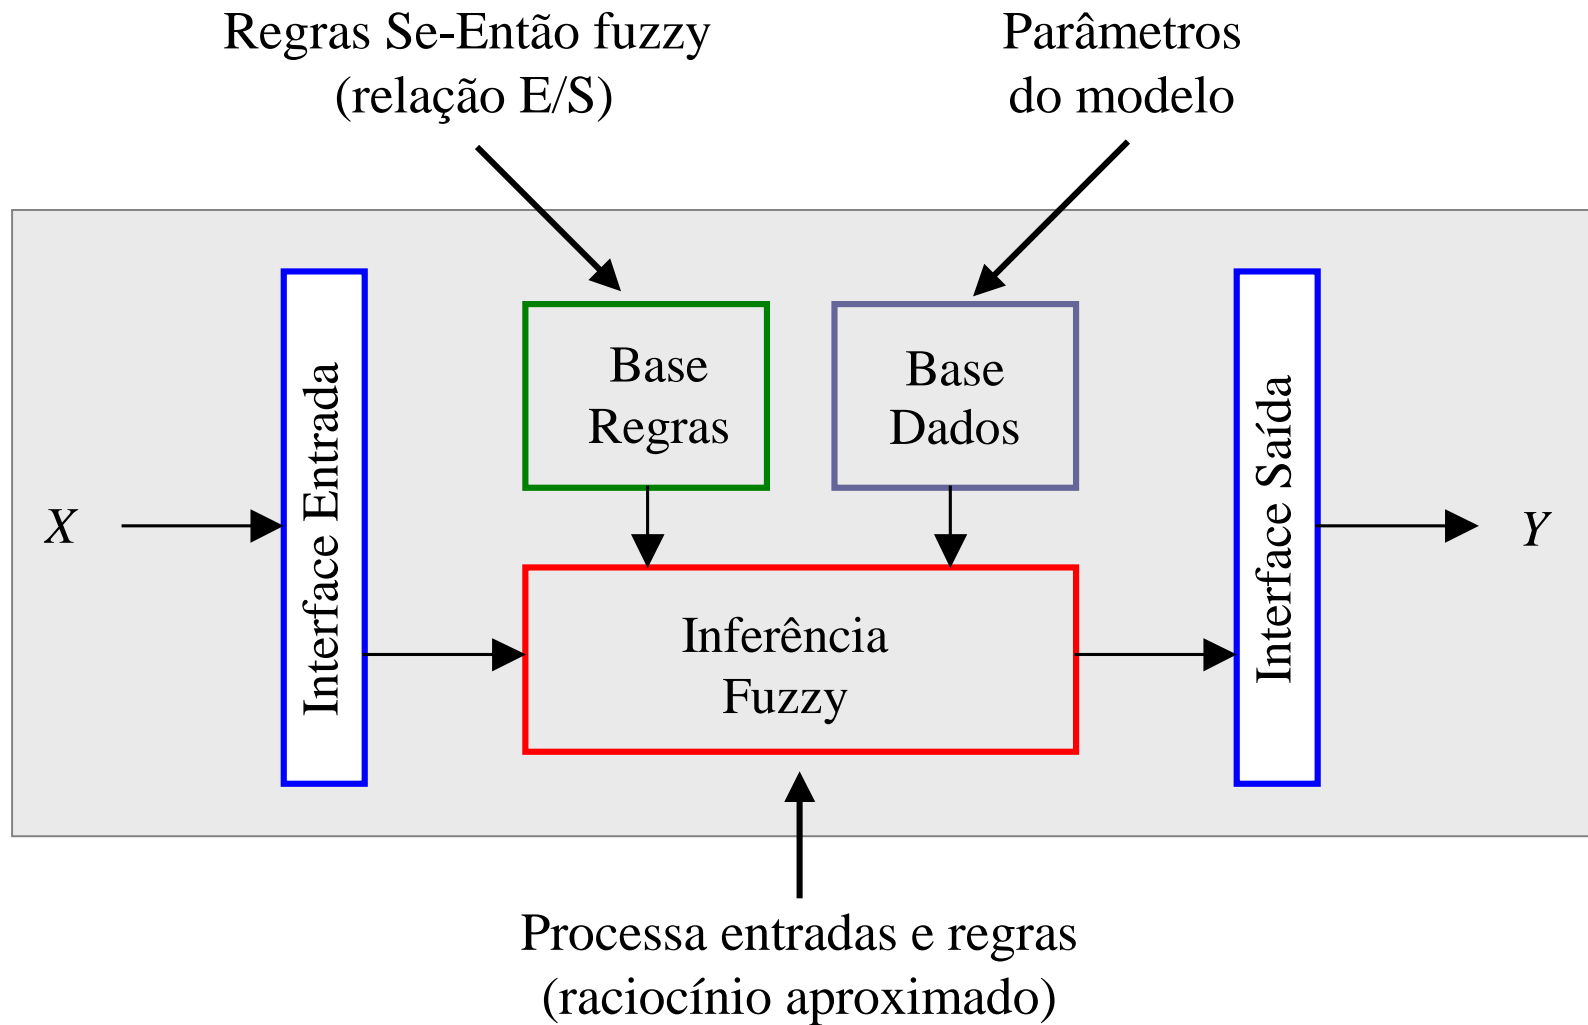 Regras Se-Então fuzzy
(relação E/S)
Parâmetros
do modelo
X
Interface Entrada
Base
Regras
Base
Dados
Inferência
Fuzzy
Interface Saída
Y
Processa entradas e regras
(raciocínio aproximado)